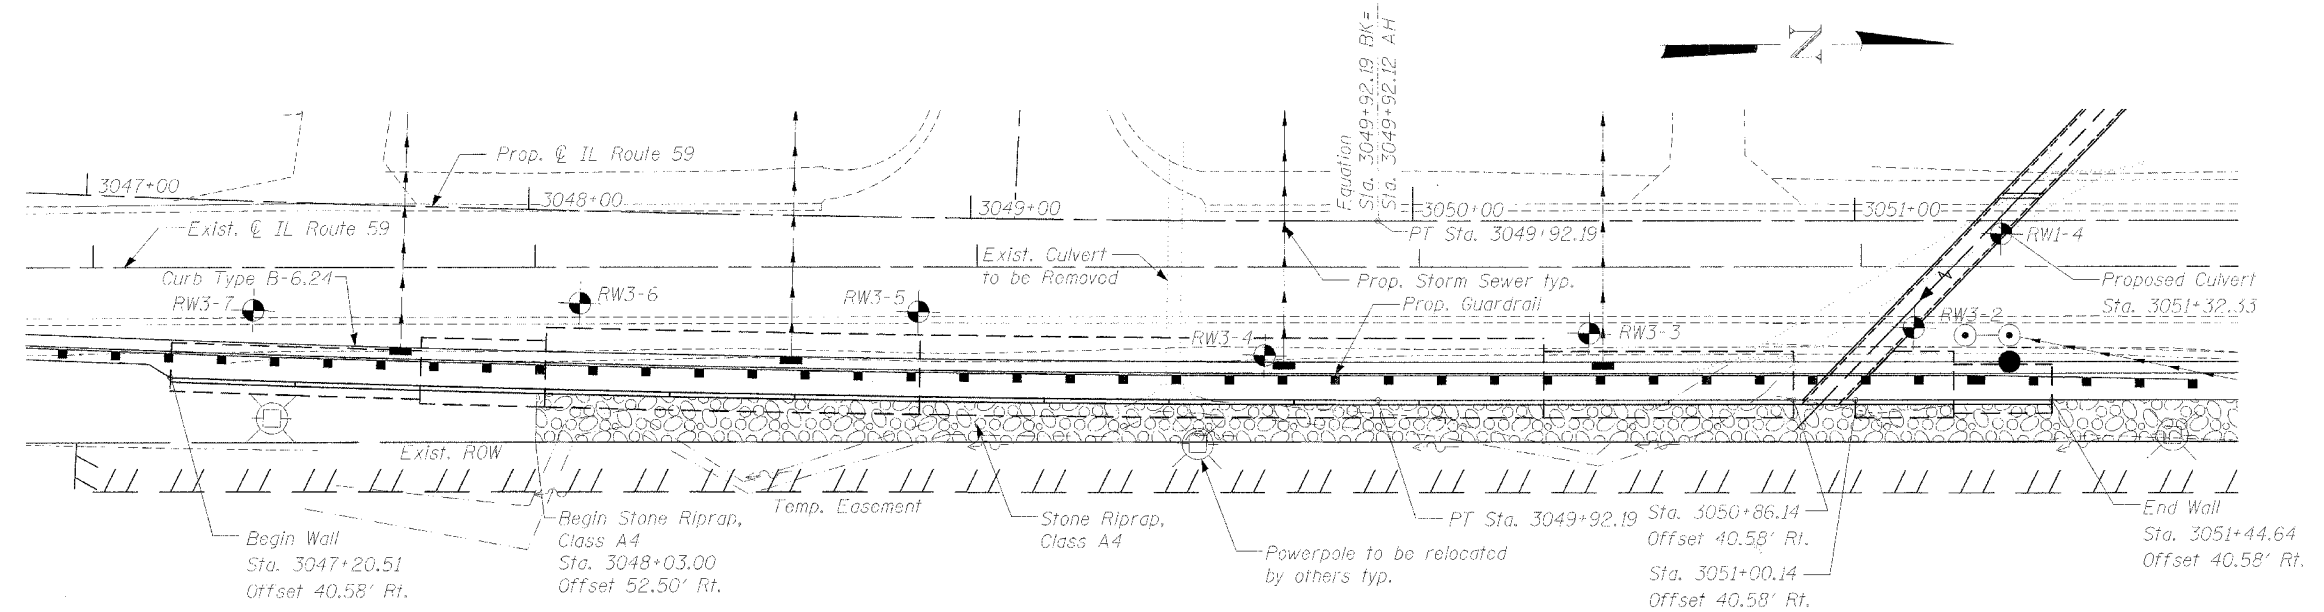 Equation
Sta. 3049+92.19 BK=
Sta. 3049+92.12 AH
N
Prop. ℄ IL Route 59
3047+00
3048+00
3049+00
3050+00
3051+00
Exist. ℄ IL Route 59
PT Sta. 3049+92.19
RW1-4
Exist. Culvert
to be Removed
Curb Type B-6.24
Prop. Storm Sewer typ.
Proposed Culvert
Sta. 3051+32.33
RW3-7
RW3-6
RW3-5
Prop. Guardrail
RW3-4
RW3-3
RW3-2
Exist. ROW
Temp. Easement
Begin Wall
Sta. 3047+20.51
Offset 40.58' Rt.
Begin Stone Riprap,
Class A4
Sta. 3048+03.00
Offset 52.50' Rt.
Stone Riprap,
Class A4
Powerpole to be relocated
by others typ.
PT Sta. 3049+92.19
Sta. 3050+86.14
Offset 40.58' Rt.
Sta. 3051+00.14
Offset 40.58' Rt.
End Wall
Sta. 3051+44.64
Offset 40.58' Rt.